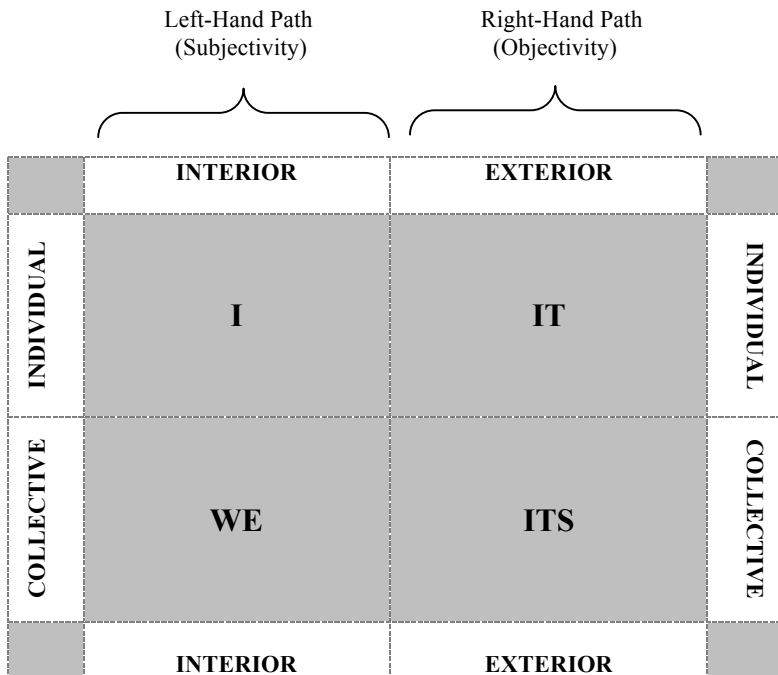 Left-Hand Path
(Subjectivity)
Right-Hand Path
(Objectivity)
INTERIOR
EXTERIOR
INDIVIDUAL
I
IT
INDIVIDUAL
COLLECTIVE
WE
ITS
COLLECTIVE
INTERIOR
EXTERIOR